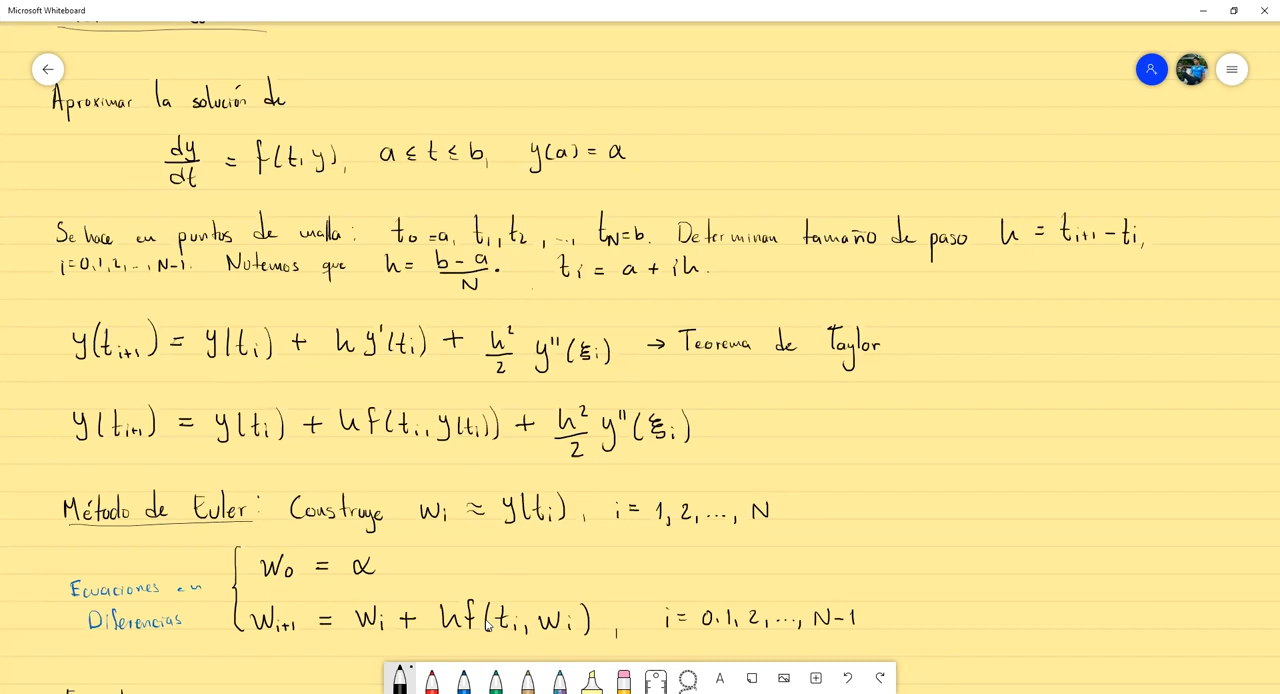 Microsoft Whiteboard
Aproximar la solución de
dy/dt = f(t, y), a ≤ t ≤ b, y(a) = α
Se hace en puntos de malla: t₀ = a, t₁, t₂, ..., t_N = b. Determinan tamaño de paso h = tᵢ₊₁ - tᵢ,
i = 0, 1, 2, ..., N-1. Notemos que h = (b - a)/N. tᵢ = a + ih.
y(tᵢ₊₁) = y(tᵢ) + h y'(tᵢ) + h²/2 y''(ξᵢ) → Teorema de Taylor
y(tᵢ₊₁) = y(tᵢ) + hf(tᵢ, y(tᵢ)) + h²/2 y''(ξᵢ)
Método de Euler: Construye wᵢ ≈ y(tᵢ), i = 1, 2, ..., N
Ecuaciones en
Diferencias
w₀ = α
wᵢ₊₁ = wᵢ + hf(tᵢ, wᵢ), i = 0, 1, 2, ..., N-1
A